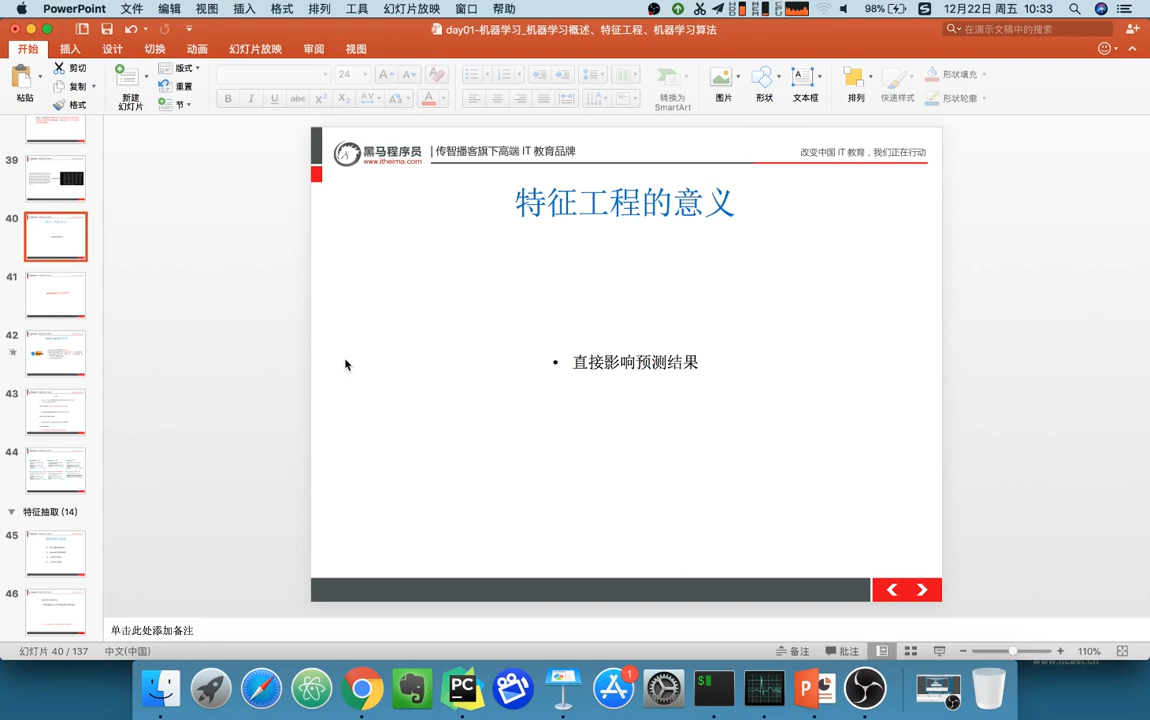 PowerPoint 文件 编辑 视图 插入 格式 排列 工具 幻灯片放映 窗口 帮助 98% 12月22日 周五 10:33
day01-机器学习_机器学习概述、特征工程、机器学习算法
在演示文稿中的搜索
开始 插入 设计 切换 动画 幻灯片放映 审阅 视图
粘贴 剪切 复制 格式
新建
幻灯片
版式 重置 节
24
转换为
SmartArt
图片 形状 文本框 排列 快速样式 形状填充 形状轮廓
39
40
41
42
43
44
特征抽取 (14)
45
46
黑马程序员
www.itheima.com
传智播客旗下高端 IT 教育品牌
改变中国 IT 教育，我们正在行动
特征工程的意义
• 直接影响预测结果
单击此处添加备注
幻灯片 40 / 137 中文(中国) 备注 批注 110%
www.itcast.cn